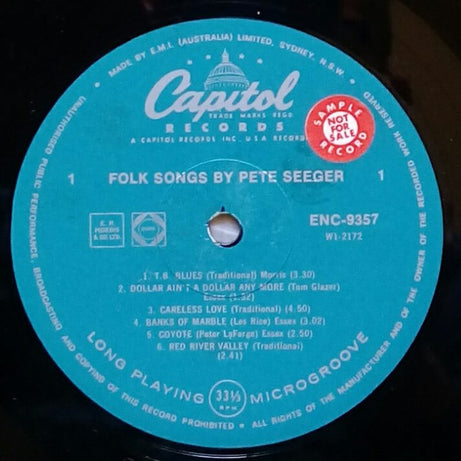 MADE BY E.M.I. (AUSTRALIA) LIMITED, SYDNEY, N.S.W.
Capitol
TRADE MARKS REGD
RECORDS
A CAPITOL RECORDS INC. U.S.A RECORD
SAMPLE
NOT
FOR
SALE
RECORD
1 FOLK SONGS BY PETE SEEGER 1
ENC-9357
W1-2172
1. T.B. BLUES (Traditional) Morris (3.30)
2. DOLLAR AIN'T A DOLLAR ANY MORE (Tom Glazer)
Essex
3. CARELESS LOVE (Traditional) (4.50)
4. BANKS OF MARBLE (Les Rice) Essex (3.02)
5. COYOTE (Peter LaFarge) Essex (2.50)
6. RED RIVER VALLEY (Traditional)
(2.41)
LONG PLAYING 33⅓ RPM MICROGROOVE
UNAUTHORISED PUBLIC PERFORMANCE, BROADCASTING AND COPYING OF THIS RECORD PROHIBITED • ALL RIGHTS OF THE MANUFACTURER AND OF THE OWNER OF THE RECORDED WORK RESERVED